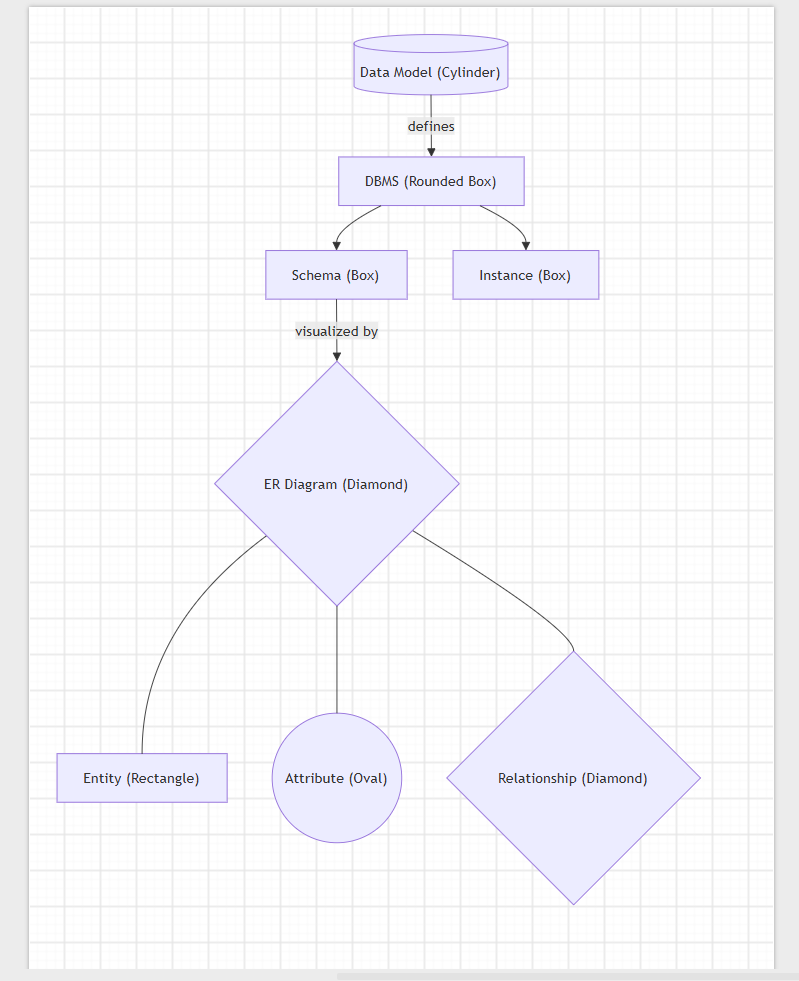 Data Model (Cylinder)
defines
DBMS (Rounded Box)
Schema (Box)
Instance (Box)
visualized by
ER Diagram (Diamond)
Entity (Rectangle)
Attribute (Oval)
Relationship (Diamond)